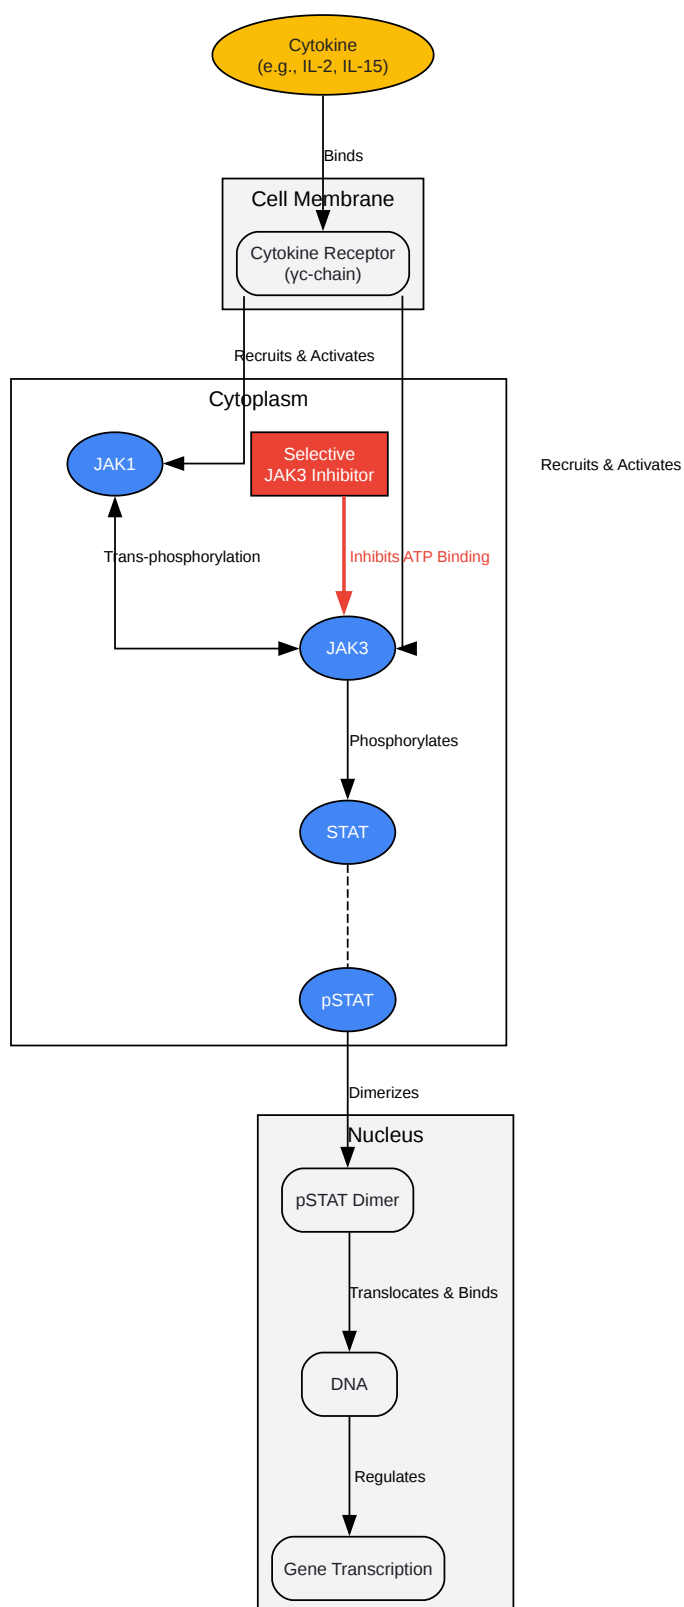 Cytokine
(e.g., IL-2, IL-15)
Binds
Cell Membrane
Cytokine Receptor
(γc-chain)
Recruits & Activates
Cytoplasm
JAK1
Selective
JAK3 Inhibitor
Recruits & Activates
Trans-phosphorylation
Inhibits ATP Binding
JAK3
Phosphorylates
STAT
pSTAT
Dimerizes
Nucleus
pSTAT Dimer
Translocates & Binds
DNA
Regulates
Gene Transcription